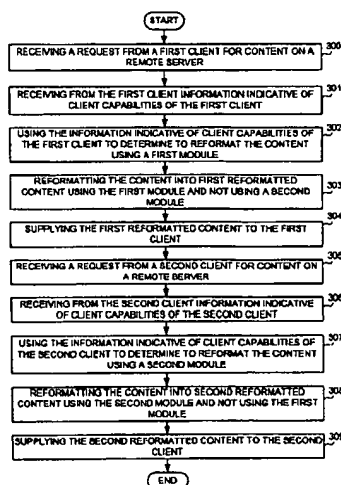 START
300
RECEIVING A REQUEST FROM A FIRST CLIENT FOR CONTENT ON A
REMOTE SERVER
301
RECEIVING FROM THE FIRST CLIENT INFORMATION INDICATIVE OF
CLIENT CAPABILITIES OF THE FIRST CLIENT
302
USING THE INFORMATION INDICATIVE OF CLIENT CAPABILITIES OF
THE FIRST CLIENT TO DETERMINE TO REFORMAT THE CONTENT
USING A FIRST MODULE
303
REFORMATTING THE CONTENT INTO FIRST REFORMATTED
CONTENT USING THE FIRST MODULE AND NOT USING A SECOND
MODULE
304
SUPPLYING THE FIRST REFORMATTED CONTENT TO THE FIRST
CLIENT
305
RECEIVING A REQUEST FROM A SECOND CLIENT FOR CONTENT ON
A REMOTE SERVER
306
RECEIVING FROM THE SECOND CLIENT INFORMATION INDICATIVE
OF CLIENT CAPABILITIES OF THE SECOND CLIENT
307
USING THE INFORMATION INDICATIVE OF CLIENT CAPABILITIES OF
THE SECOND CLIENT TO DETERMINE TO REFORMAT THE CONTENT
USING A SECOND MODULE
308
REFORMATTING THE CONTENT INTO SECOND REFORMATTED
CONTENT USING THE SECOND MODULE AND NOT USING THE FIRST
MODULE
309
SUPPLYING THE SECOND REFORMATTED CONTENT TO THE SECOND
CLIENT
END